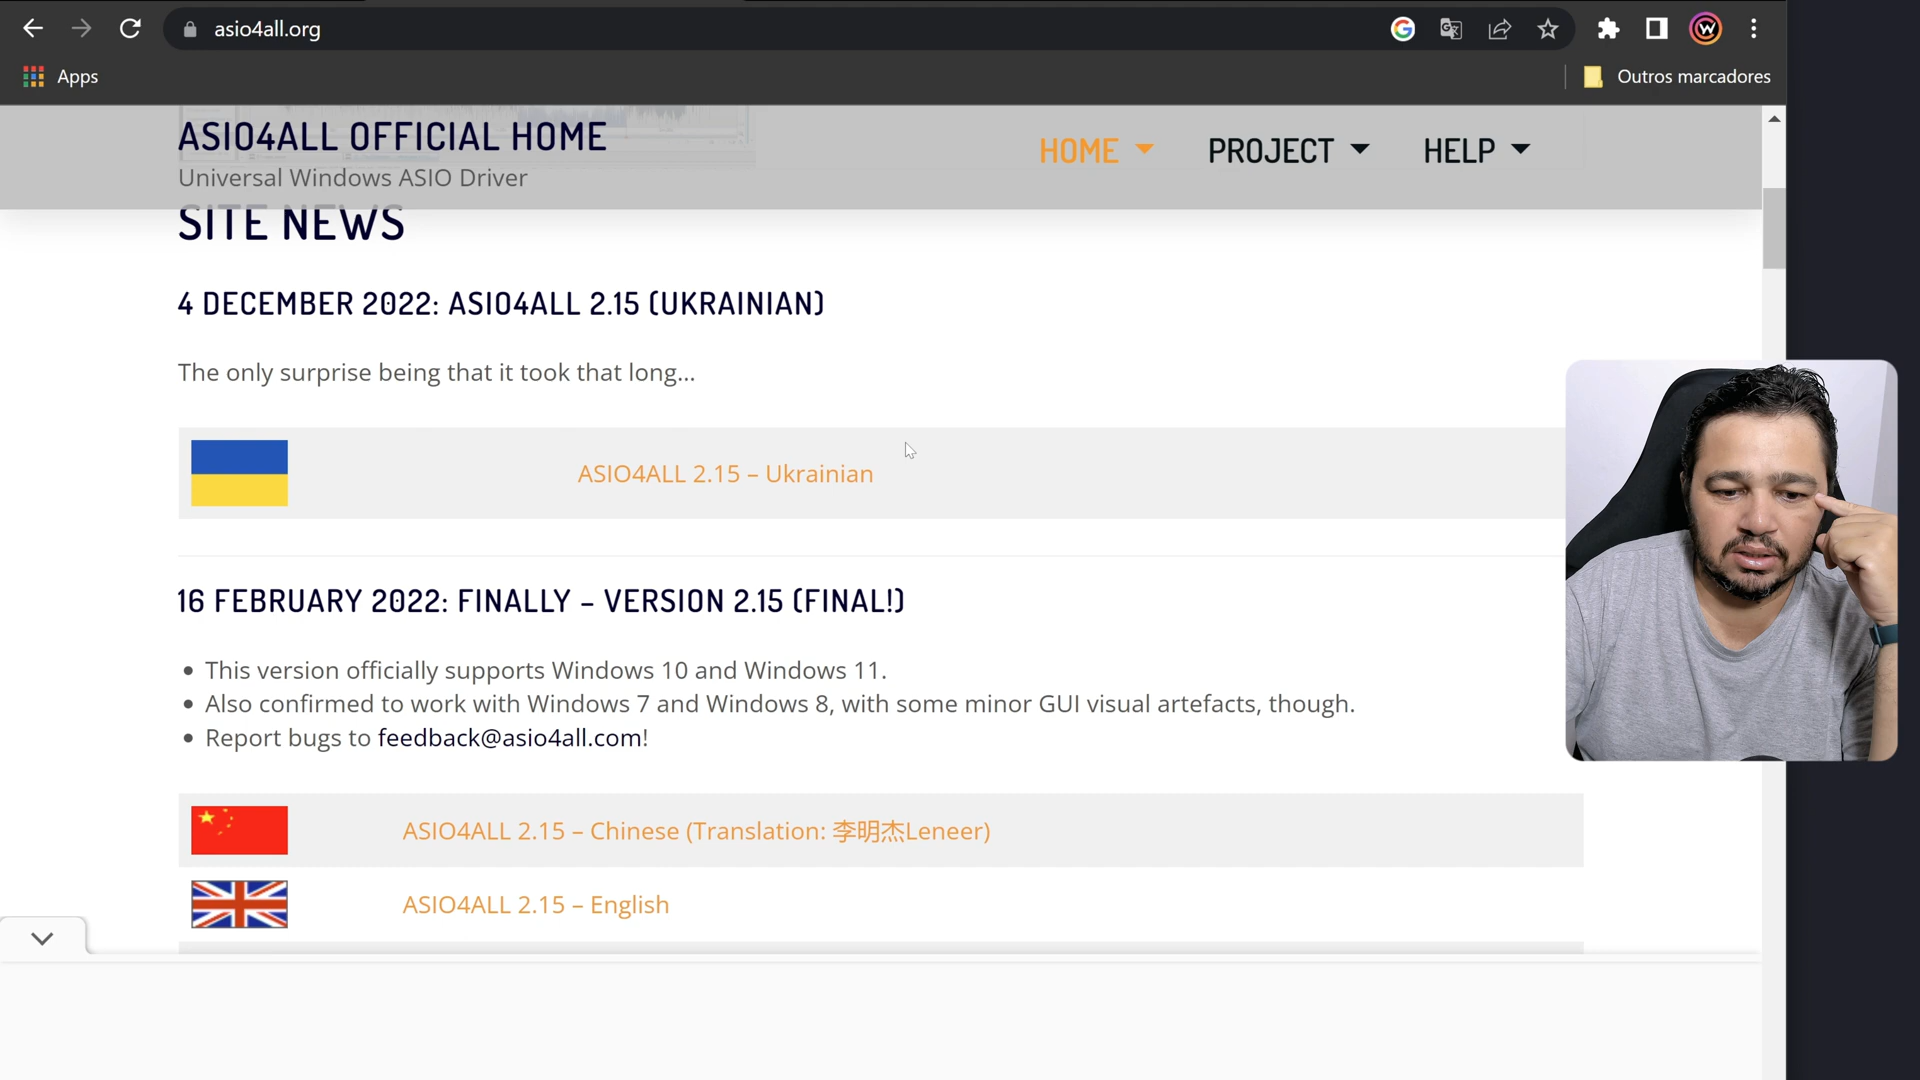 asio4all.org
Apps
Outros marcadores
ASIO4ALL OFFICIAL HOME
Universal Windows ASIO Driver
HOME
PROJECT
HELP
SITE NEWS
4 DECEMBER 2022: ASIO4ALL 2.15 (UKRAINIAN)
The only surprise being that it took that long...
ASIO4ALL 2.15 – Ukrainian
16 FEBRUARY 2022: FINALLY – VERSION 2.15 (FINAL!)
This version officially supports Windows 10 and Windows 11.
Also confirmed to work with Windows 7 and Windows 8, with some minor GUI visual artefacts, though.
Report bugs to feedback@asio4all.com!
ASIO4ALL 2.15 – Chinese (Translation: 李明杰Leneer)
ASIO4ALL 2.15 – English